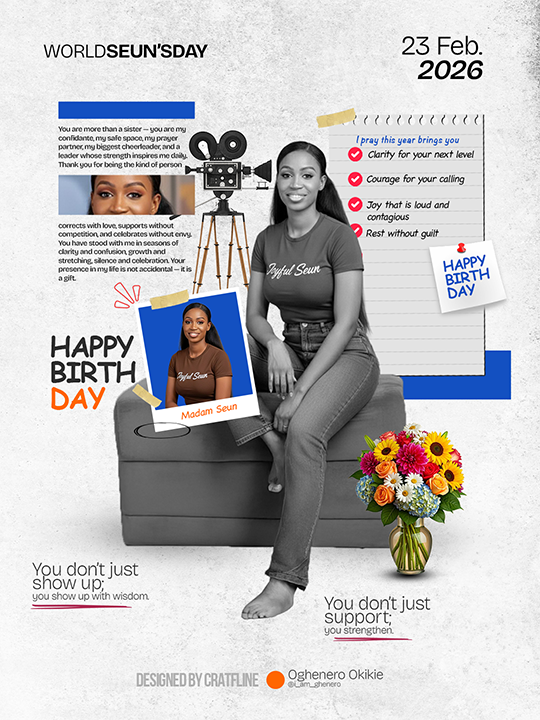 WORLDSEUN'SDAY
23 Feb.
2026
You are more than a sister — you are my
confidante, my safe space, my prayer
partner, my biggest cheerleader, and a
leader whose strength inspires me daily.
Thank you for being the kind of person
corrects with love, supports without
competition, and celebrates without envy.
You have stood with me in seasons of
clarity and confusion, growth and
stretching, silence and celebration. Your
presence in my life is not accidental — it is
a gift.
I pray this year brings you
Clarity for your next level
Courage for your calling
Joy that is loud and
contagious
Rest without guilt
HAPPY
BIRTH
DAY
Joyful Seun
HAPPY
BIRTH
DAY
Joyful Seun
Madam Seun
You don't just
show up;
you show up with wisdom.
You don't just
support;
you strengthen.
DESIGNED BY CRATFLINE
Oghenero Okikie
@i_am_ghenero